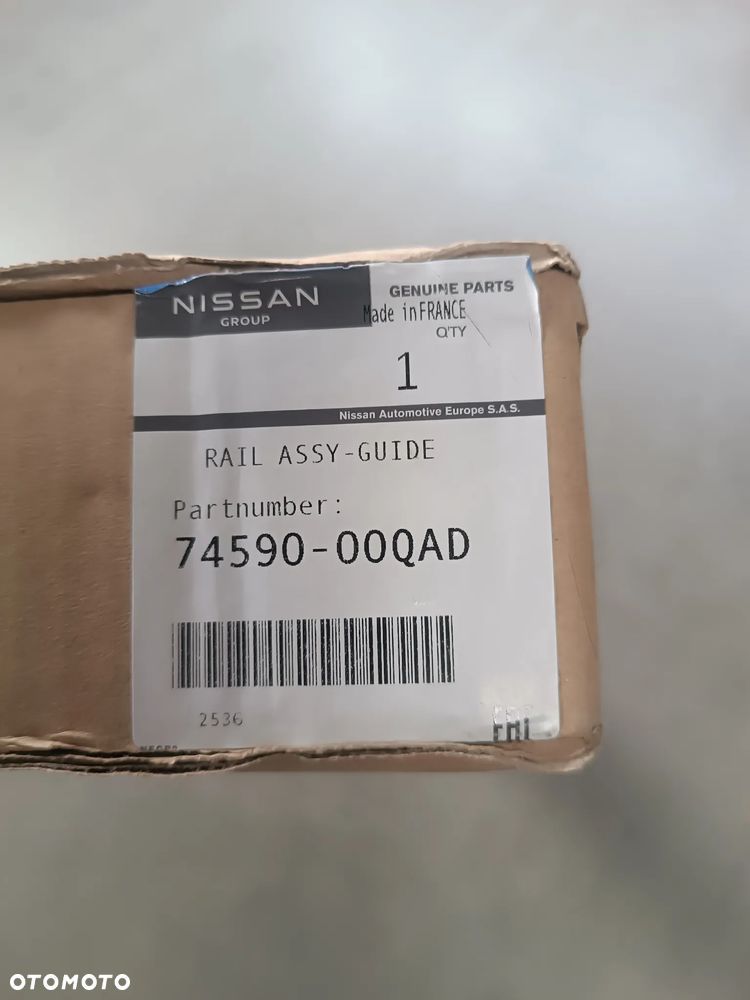 NISSAN
GROUP
GENUINE PARTS
Made in FRANCE
Q'TY
1
Nissan Automotive Europe S.A.S.
RAIL ASSY-GUIDE
Partnumber:
74590-00QAD
2536
OTOMOTO